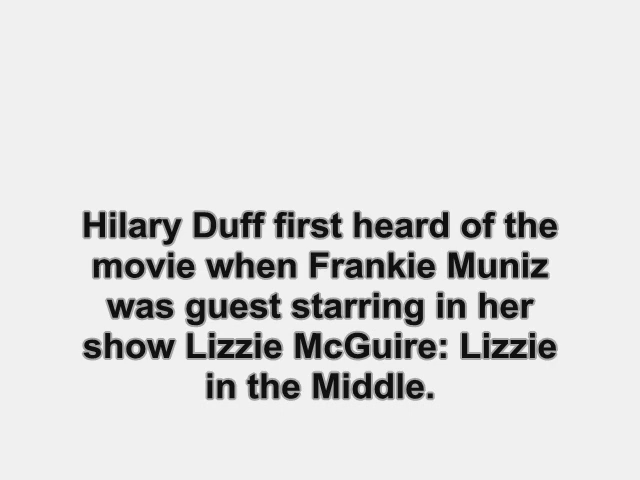 Hilary Duff first heard of the
movie when Frankie Muniz
was guest starring in her
show Lizzie McGuire: Lizzie
in the Middle.